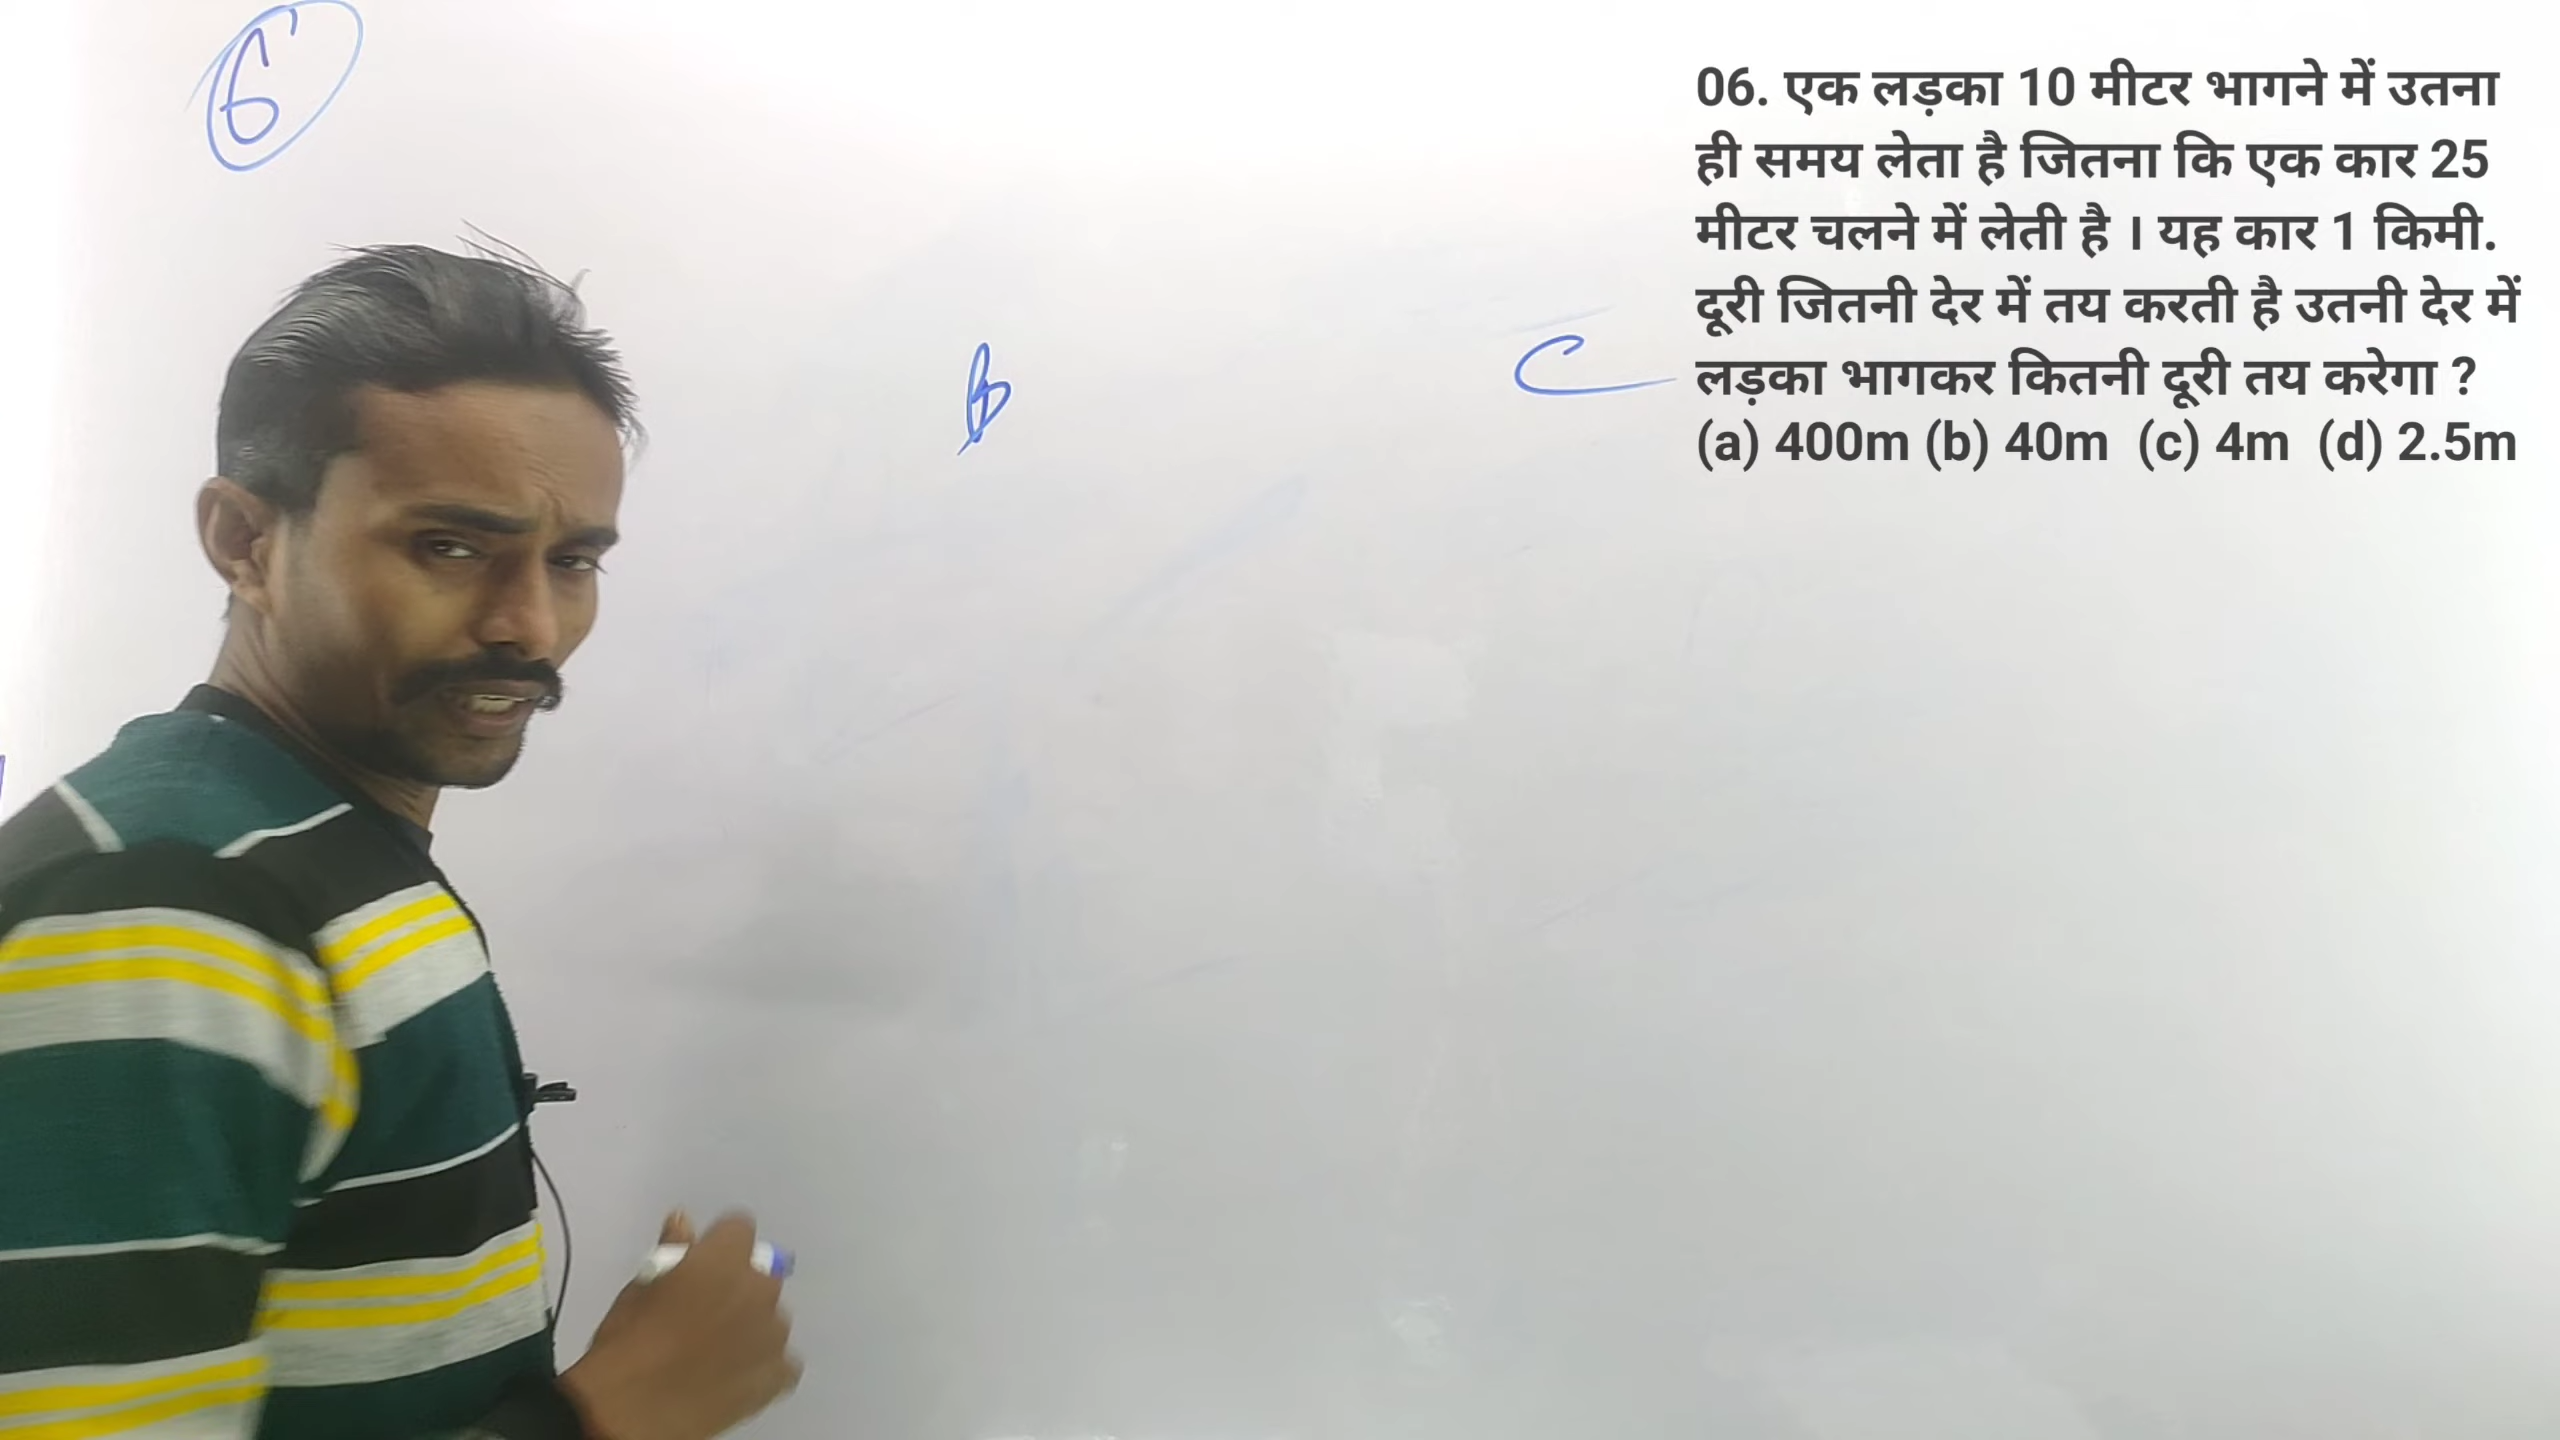 6
B
C
06. एक लड़का 10 मीटर भागने में उतना
ही समय लेता है जितना कि एक कार 25
मीटर चलने में लेती है । यह कार 1 किमी.
दूरी जितनी देर में तय करती है उतनी देर में
लड़का भागकर कितनी दूरी तय करेगा ?
(a) 400m (b) 40m (c) 4m (d) 2.5m